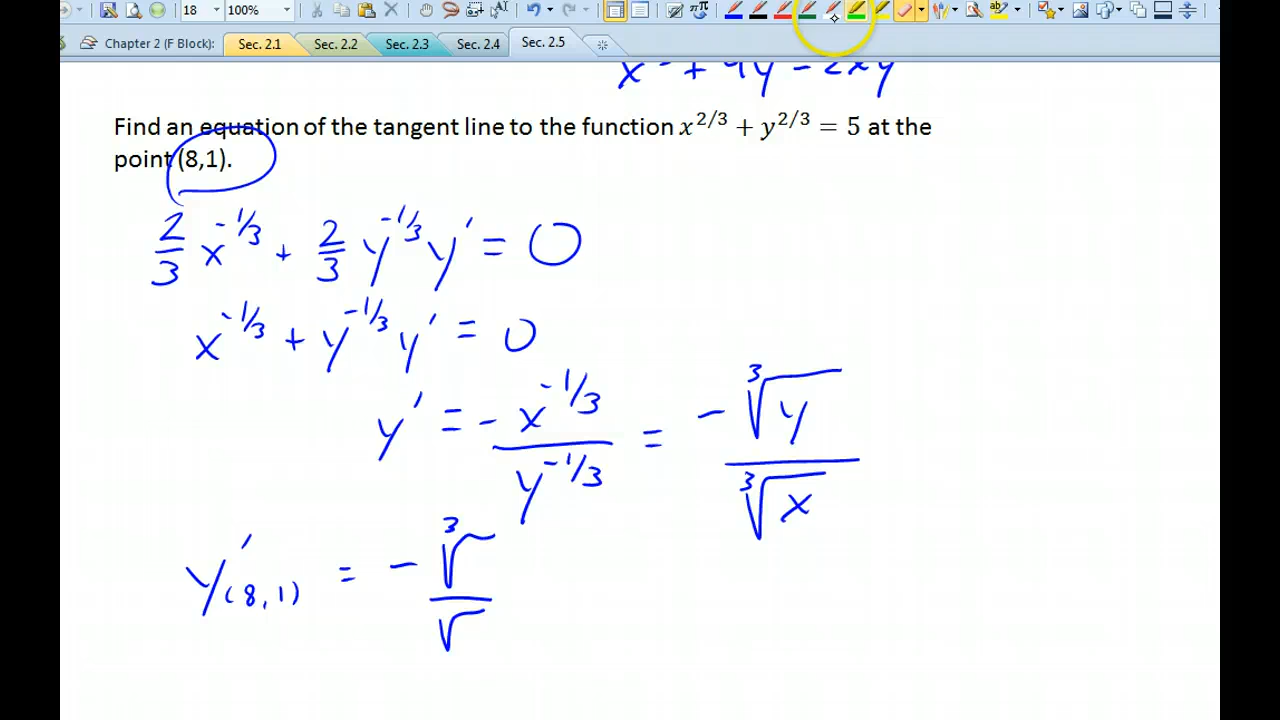 18 100%
Chapter 2 (F Block): Sec. 2.1 Sec. 2.2 Sec. 2.3 Sec. 2.4 Sec. 2.5
Find an equation of the tangent line to the function x^{2/3} + y^{2/3} = 5 at the
point (8,1).
2/3 x^{-1/3} + 2/3 y^{-1/3} y' = 0
x^{-1/3} + y^{-1/3} y' = 0
y' = - x^{-1/3} / y^{-1/3} = - ∛y / ∛x
y'(8,1) = - ∛ / √